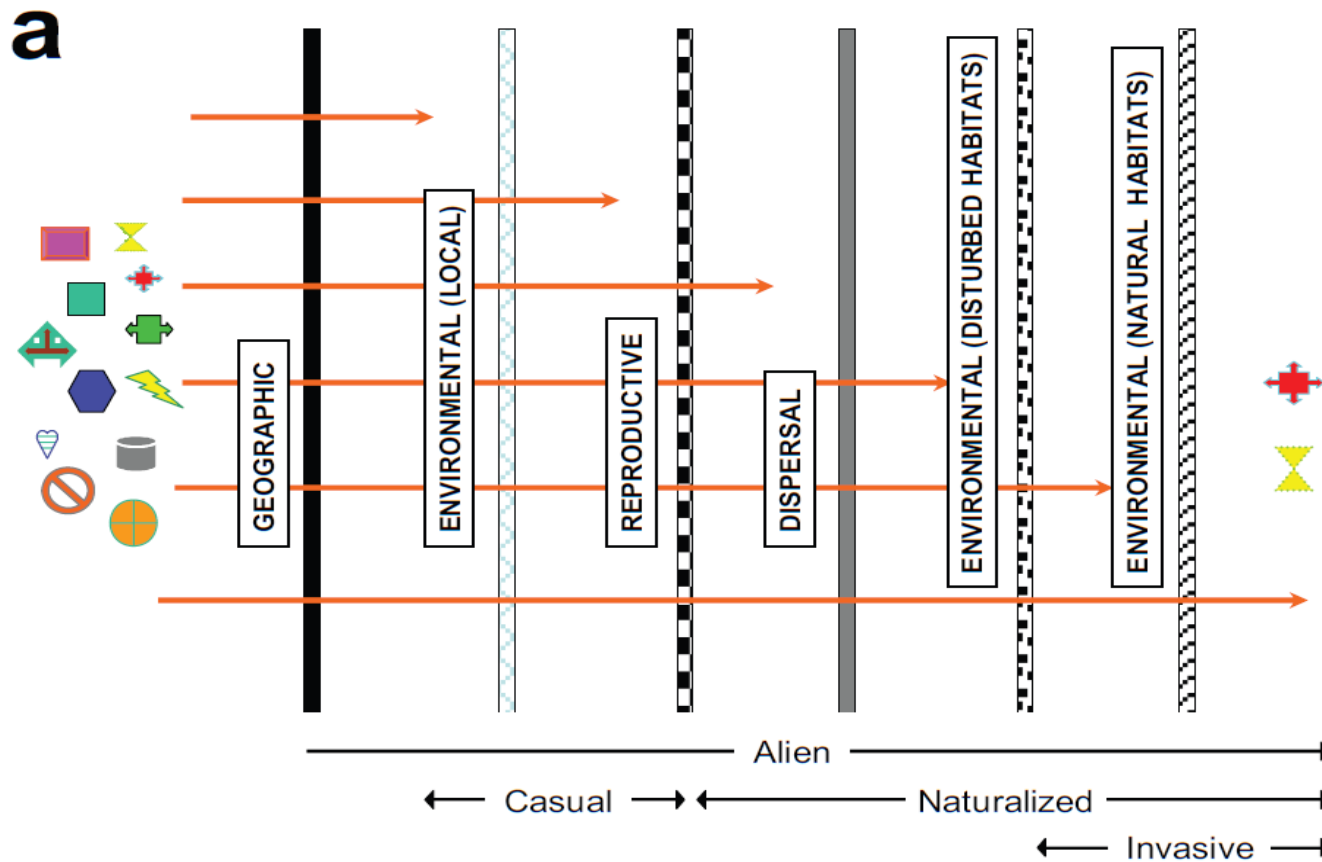 a
GEOGRAPHIC
ENVIRONMENTAL (LOCAL)
REPRODUCTIVE
DISPERSAL
ENVIRONMENTAL (DISTURBED HABITATS)
ENVIRONMENTAL (NATURAL HABITATS)
Alien
Casual
Naturalized
Invasive